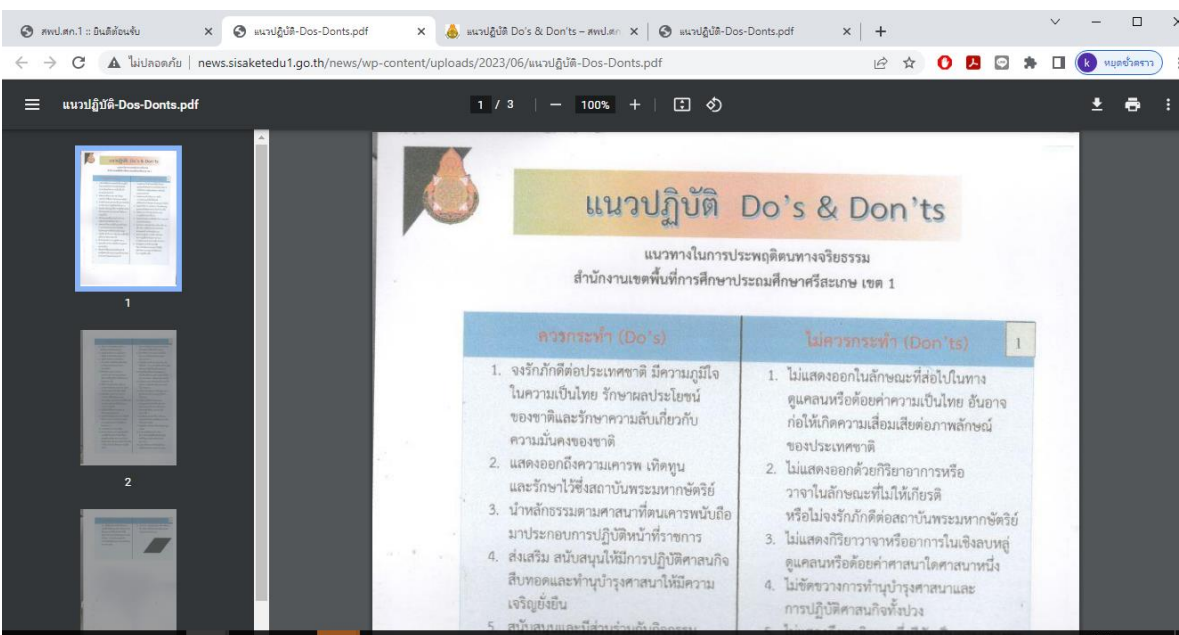 สพป.ศก.1 :: ยินดีต้อนรับ
แนวปฏิบัติ-Dos-Donts.pdf
แนวปฏิบัติ Do's & Don'ts – สพป.ศก
แนวปฏิบัติ-Dos-Donts.pdf
ไม่ปลอดภัย
news.sisaketedu1.go.th/news/wp-content/uploads/2023/06/แนวปฏิบัติ-Dos-Donts.pdf
k หยุดชั่วคราว
แนวปฏิบัติ-Dos-Donts.pdf
1 / 3
100%
1
2
แนวปฏิบัติ Do's & Don'ts
แนวทางในการประพฤติตนทางจริยธรรม
สำนักงานเขตพื้นที่การศึกษาประถมศึกษาศรีสะเกษ เขต 1
ควรกระทำ (Do's)
1. จงรักภักดีต่อประเทศชาติ มีความภูมิใจ
ในความเป็นไทย รักษาผลประโยชน์
ของชาติและรักษาความลับเกี่ยวกับ
ความมั่นคงของชาติ
2. แสดงออกถึงความเคารพ เทิดทูน
และรักษาไว้ซึ่งสถาบันพระมหากษัตริย์
3. นำหลักธรรมตามศาสนาที่ตนเคารพนับถือ
มาประกอบการปฏิบัติหน้าที่ราชการ
4. ส่งเสริม สนับสนุนให้มีการปฏิบัติศาสนกิจ
สืบทอดและทำนุบำรุงศาสนาให้มีความ
เจริญยั่งยืน
5. สนับสนุนและมีส่วนร่วมกับกิจกรรม
ไม่ควรกระทำ (Don'ts)
1
1. ไม่แสดงออกในลักษณะที่ส่อไปในทาง
ดูแคลนหรือด้อยค่าความเป็นไทย อันอาจ
ก่อให้เกิดความเสื่อมเสียต่อภาพลักษณ์
ของประเทศชาติ
2. ไม่แสดงออกด้วยกิริยาอาการหรือ
วาจาในลักษณะที่ไม่ให้เกียรติ
หรือไม่จงรักภักดีต่อสถาบันพระมหากษัตริย์
3. ไม่แสดงกิริยาวาจาหรืออาการในเชิงลบหลู่
ดูแคลนหรือด้อยค่าศาสนาใดศาสนาหนึ่ง
4. ไม่ขัดขวางการทำนุบำรุงศาสนาและ
การปฏิบัติศาสนกิจทั้งปวง